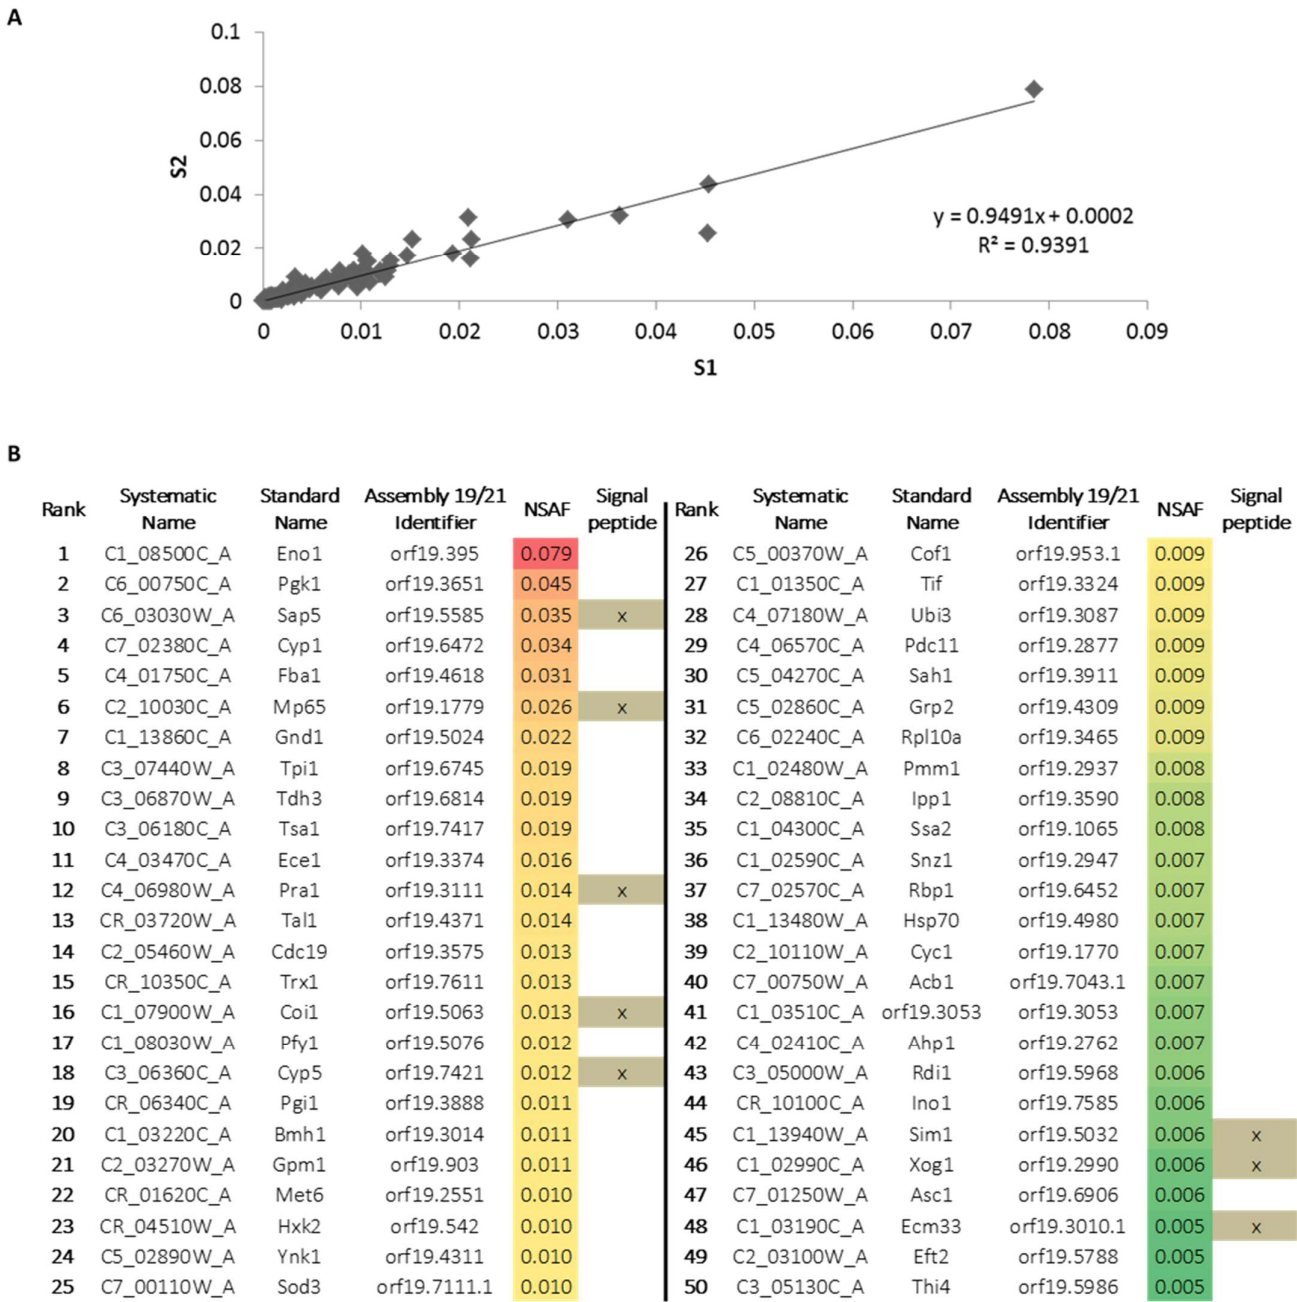 A
0.1
0.08
0.06
0.04
0.02
0
S2
y = 0.9491x + 0.0002
R² = 0.9391
0 0.01 0.02 0.03 0.04 0.05 0.06 0.07 0.08 0.09
S1
B
Rank Systematic Name Standard Name Assembly 19/21 Identifier NSAF Signal peptide Rank Systematic Name Standard Name Assembly 19/21 Identifier NSAF Signal peptide
1 C1_08500C_A Eno1 orf19.395 0.079 26 C5_00370W_A Cof1 orf19.953.1 0.009
2 C6_00750C_A Pgk1 orf19.3651 0.045 27 C1_01350C_A Tif orf19.3324 0.009
3 C6_03030W_A Sap5 orf19.5585 0.035 x 28 C4_07180W_A Ubi3 orf19.3087 0.009
4 C7_02380C_A Cyp1 orf19.6472 0.034 29 C4_06570C_A Pdc11 orf19.2877 0.009
5 C4_01750C_A Fba1 orf19.4618 0.031 30 C5_04270C_A Sah1 orf19.3911 0.009
6 C2_10030C_A Mp65 orf19.1779 0.026 x 31 C5_02860C_A Grp2 orf19.4309 0.009
7 C1_13860C_A Gnd1 orf19.5024 0.022 32 C6_02240C_A Rpl10a orf19.3465 0.009
8 C3_07440W_A Tpi1 orf19.6745 0.019 33 C1_02480W_A Pmm1 orf19.2937 0.008
9 C3_06870W_A Tdh3 orf19.6814 0.019 34 C2_08810C_A Ipp1 orf19.3590 0.008
10 C3_06180C_A Tsa1 orf19.7417 0.019 35 C1_04300C_A Ssa2 orf19.1065 0.008
11 C4_03470C_A Ece1 orf19.3374 0.016 36 C1_02590C_A Snz1 orf19.2947 0.007
12 C4_06980W_A Pra1 orf19.3111 0.014 x 37 C7_02570C_A Rbp1 orf19.6452 0.007
13 CR_03720W_A Tal1 orf19.4371 0.014 38 C1_13480W_A Hsp70 orf19.4980 0.007
14 C2_05460W_A Cdc19 orf19.3575 0.013 39 C2_10110W_A Cyc1 orf19.1770 0.007
15 CR_10350C_A Trx1 orf19.7611 0.013 40 C7_00750W_A Acb1 orf19.7043.1 0.007
16 C1_07900W_A Coi1 orf19.5063 0.013 x 41 C1_03510C_A orf19.3053 orf19.3053 0.007
17 C1_08030W_A Pfy1 orf19.5076 0.012 42 C4_02410C_A Ahp1 orf19.2762 0.007
18 C3_06360C_A Cyp5 orf19.7421 0.012 x 43 C3_05000W_A Rdi1 orf19.5968 0.006
19 CR_06340C_A Pgi1 orf19.3888 0.011 44 CR_10100C_A Ino1 orf19.7585 0.006
20 C1_03220C_A Bmh1 orf19.3014 0.011 45 C1_13940W_A Sim1 orf19.5032 0.006 x
21 C2_03270W_A Gpm1 orf19.903 0.011 46 C1_02990C_A Xog1 orf19.2990 0.006 x
22 CR_01620C_A Met6 orf19.2551 0.010 47 C7_01250W_A Asc1 orf19.6906 0.006
23 CR_04510W_A Hxk2 orf19.542 0.010 48 C1_03190C_A Ecm33 orf19.3010.1 0.005 x
24 C5_02890W_A Ynk1 orf19.4311 0.010 49 C2_03100W_A Eft2 orf19.5788 0.005
25 C7_00110W_A Sod3 orf19.7111.1 0.010 50 C3_05130C_A Thi4 orf19.5986 0.005